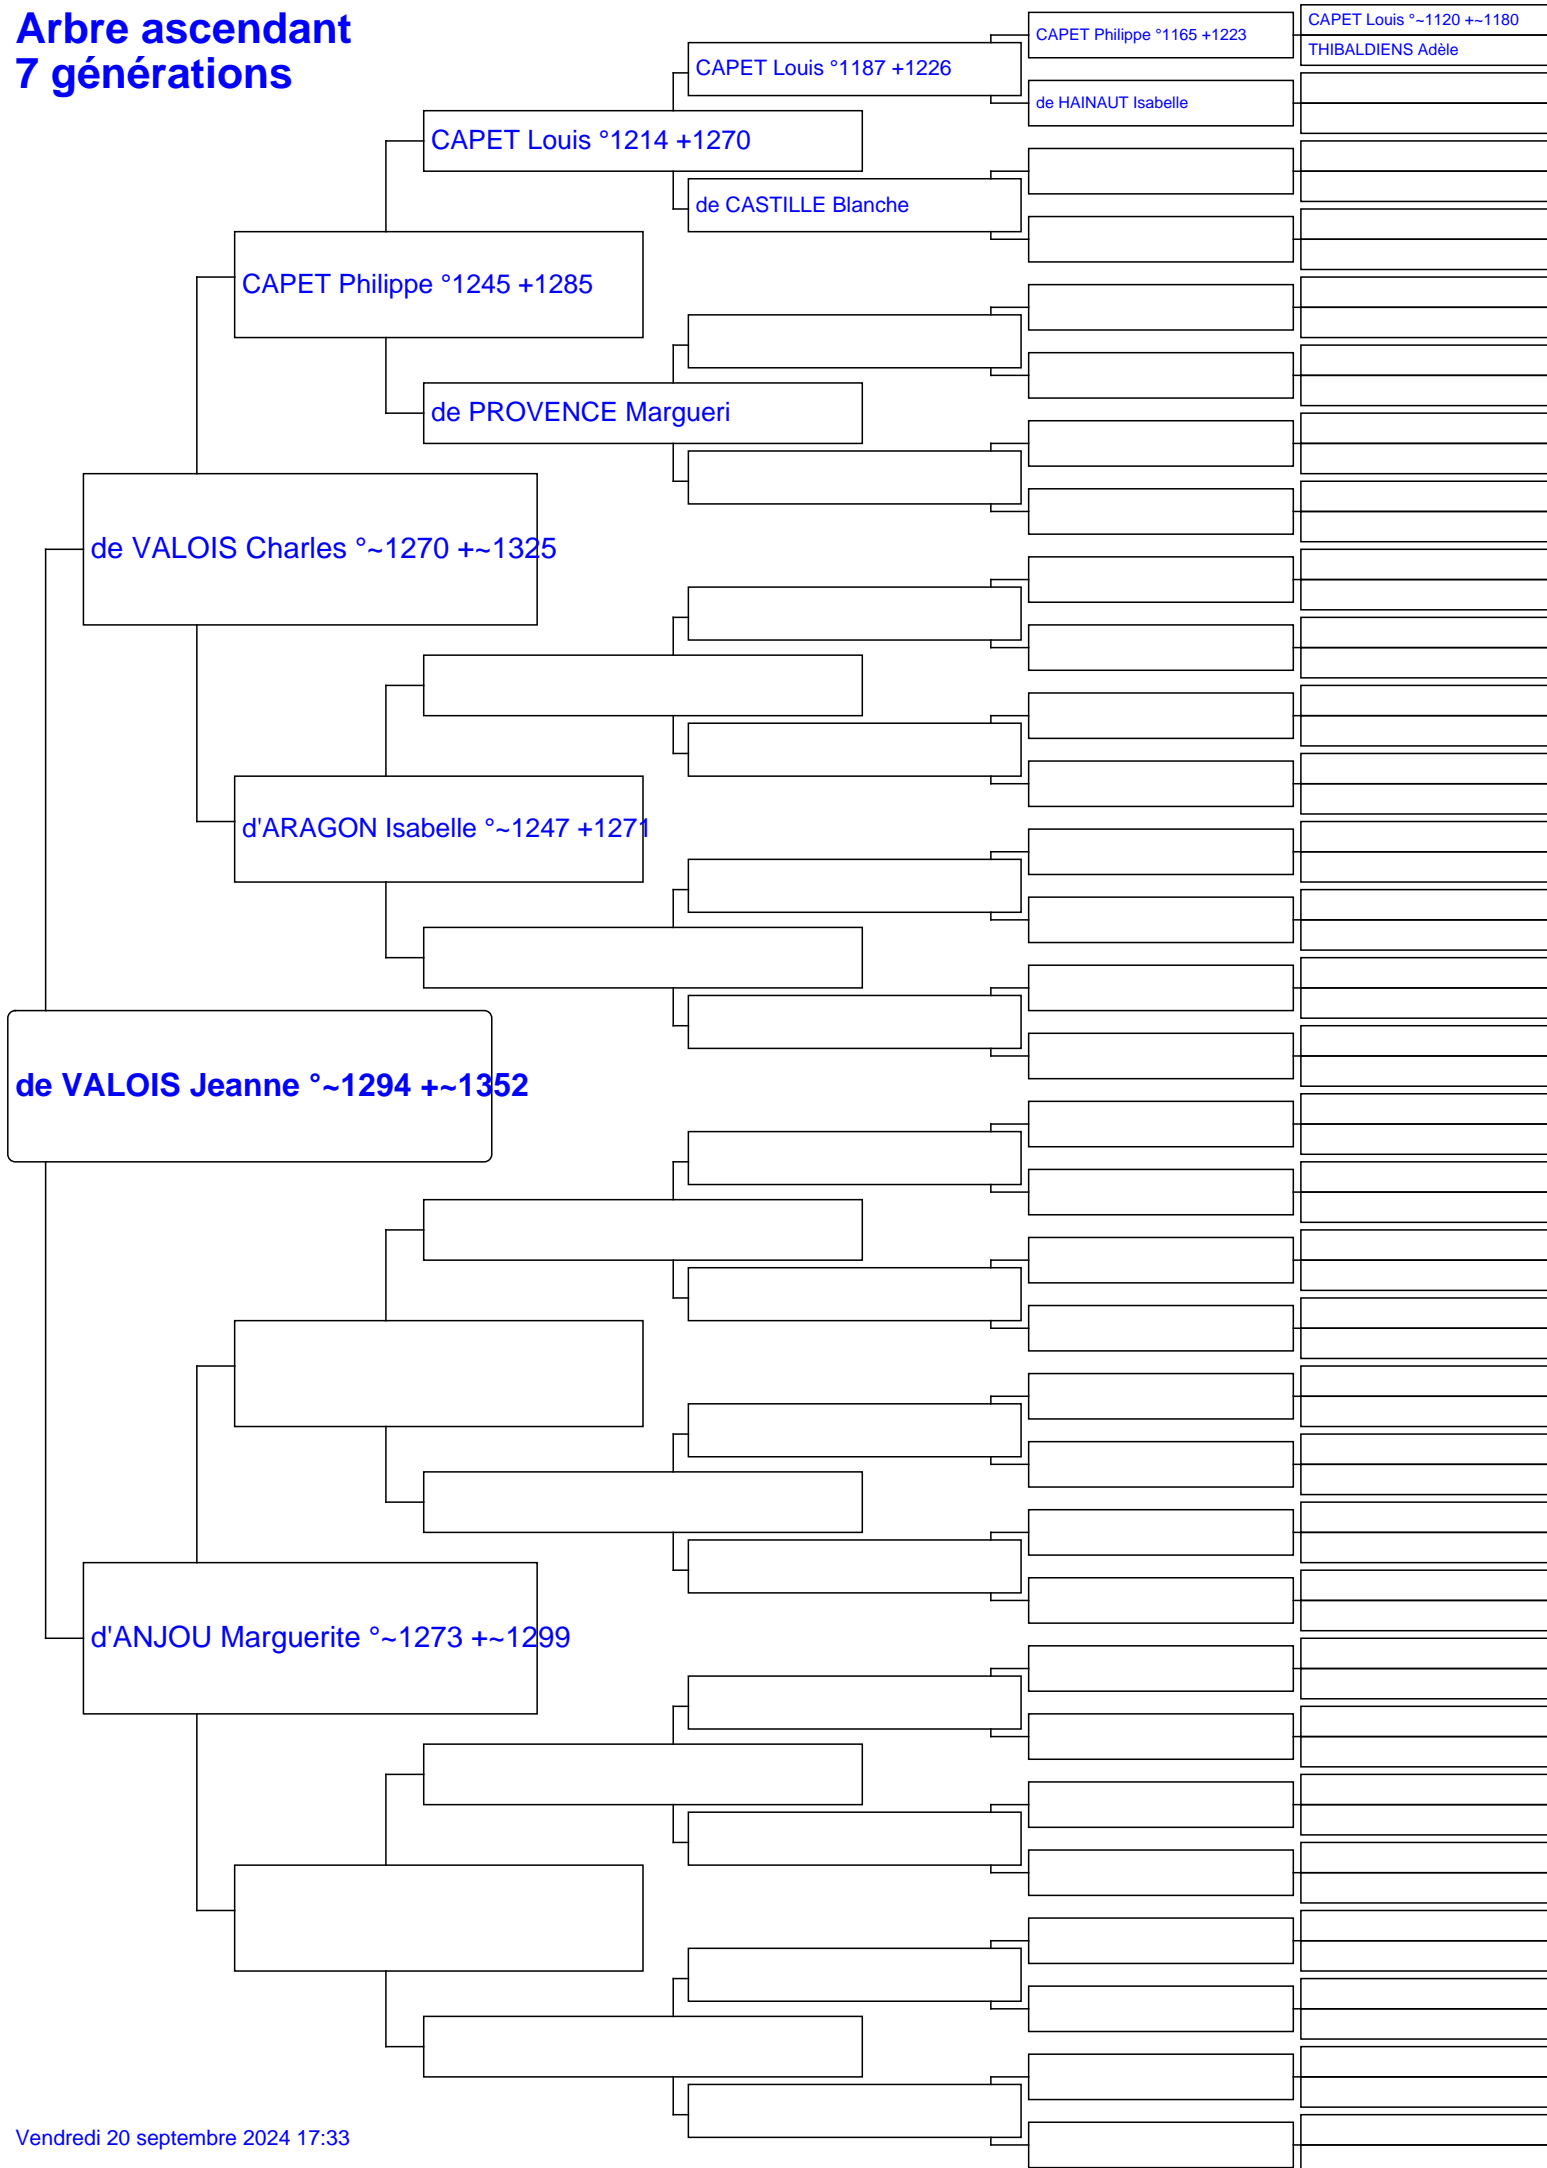 Arbre ascendant
7 générations
CAPET Louis °~1120 +~1180
CAPET Philippe °1165 +1223
THIBALDIENS Adèle
CAPET Louis °1187 +1226
de HAINAUT Isabelle
CAPET Louis °1214 +1270
de CASTILLE Blanche
CAPET Philippe °1245 +1285
de PROVENCE Margueri
de VALOIS Charles °~1270 +~1325
d'ARAGON Isabelle °~1247 +1271
de VALOIS Jeanne °~1294 +~1352
d'ANJOU Marguerite °~1273 +~1299
Vendredi 20 septembre 2024 17:33